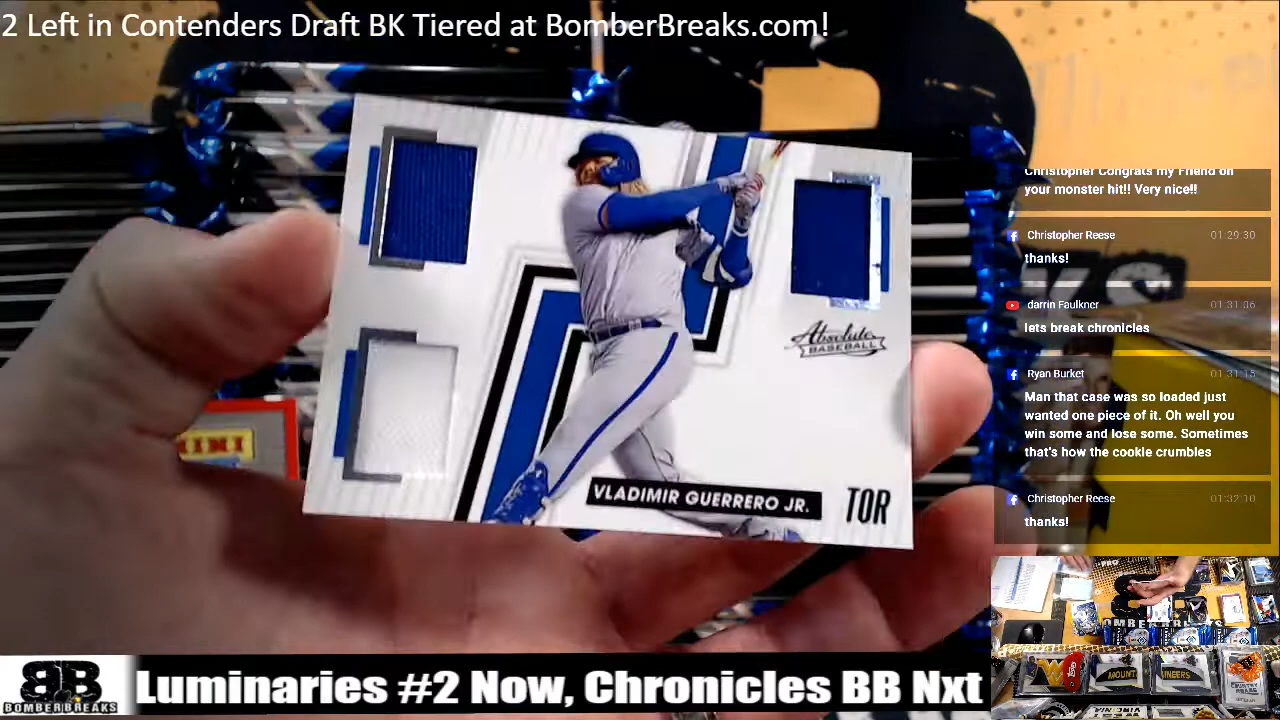 2 Left in Contenders Draft BK Tiered at BomberBreaks.com!
Christopher Congrats my Friend on
your monster hit!! Very nice!!
Christopher Reese 01:29:30
thanks!
darrin Faulkner 01:31:06
lets break chronicles
Ryan Burket 01:31:15
Man that case was so loaded just
wanted one piece of it. Oh well you
win some and lose some. Sometimes
that's how the cookie crumbles
Christopher Reese 01:32:10
thanks!
Absolute
BASEBALL
VLADIMIR GUERRERO JR.
TOR
MOUNT
BB
BOMBERBREAKS
Luminaries #2 Now, Chronicles BB Nxt